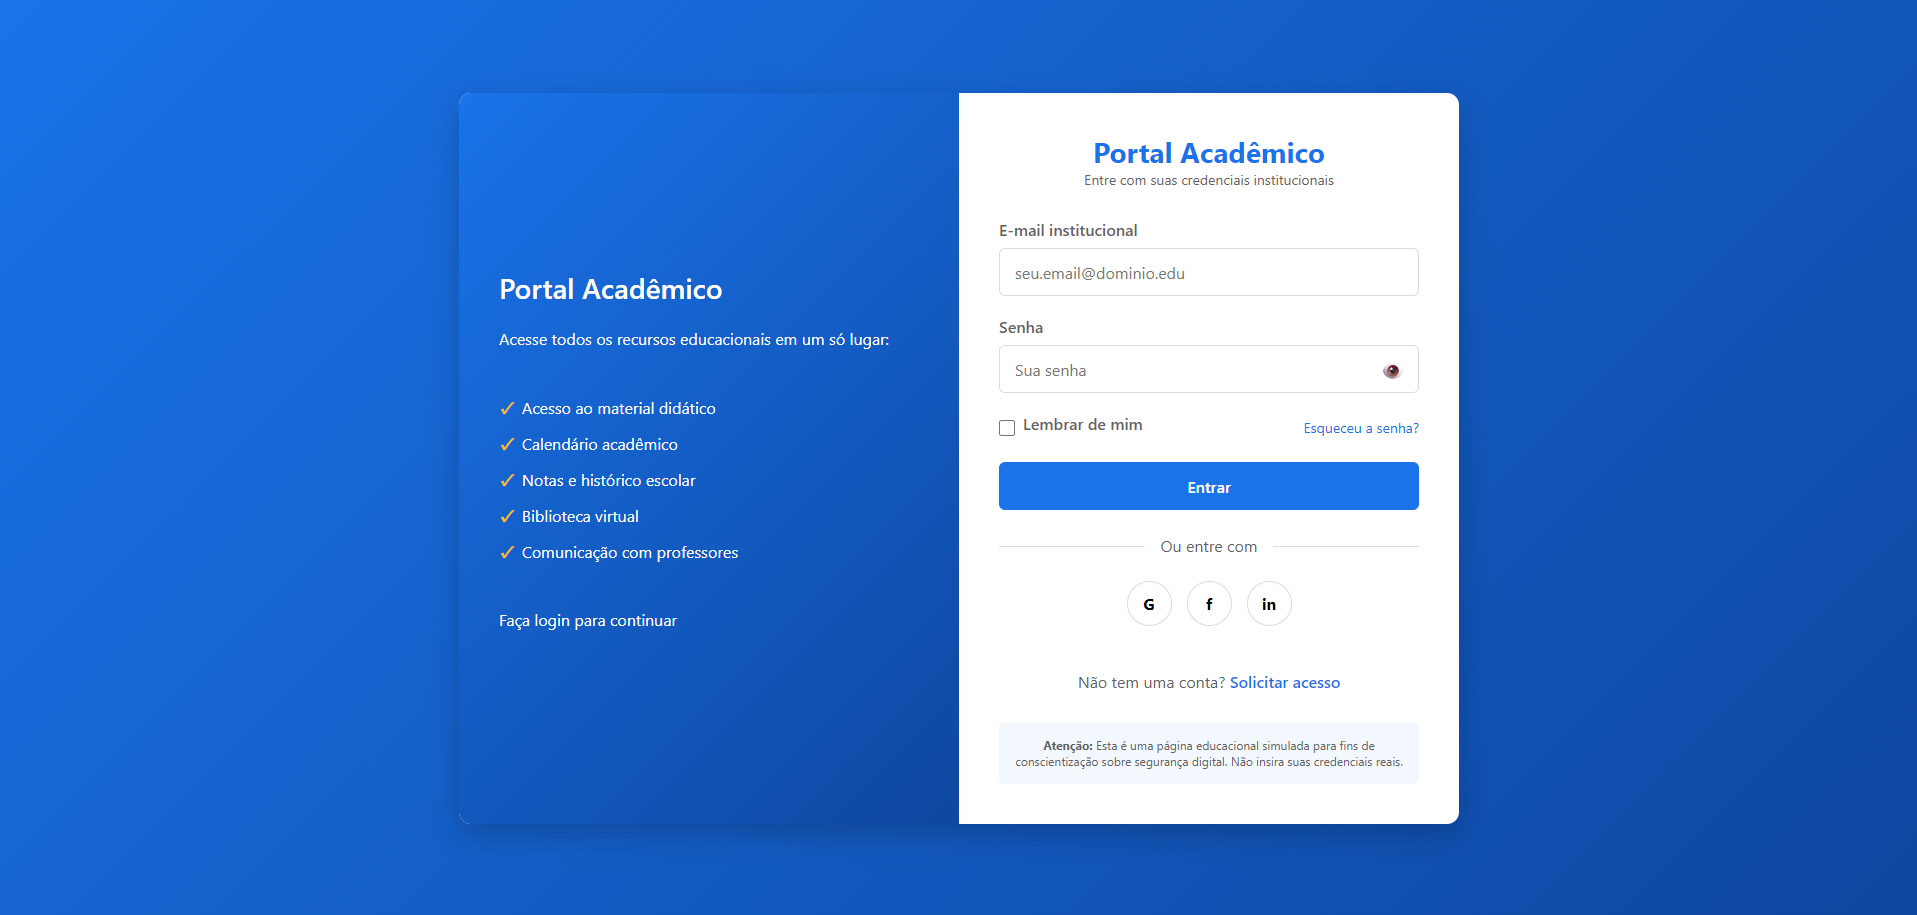 Portal Acadêmico
Acesse todos os recursos educacionais em um só lugar:
✓ Acesso ao material didático
✓ Calendário acadêmico
✓ Notas e histórico escolar
✓ Biblioteca virtual
✓ Comunicação com professores
Faça login para continuar
Portal Acadêmico
Entre com suas credenciais institucionais
E-mail institucional
seu.email@dominio.edu
Senha
Sua senha
Lembrar de mim
Esqueceu a senha?
Entrar
Ou entre com
G f in
Não tem uma conta? Solicitar acesso
Atenção: Esta é uma página educacional simulada para fins de
conscientização sobre segurança digital. Não insira suas credenciais reais.